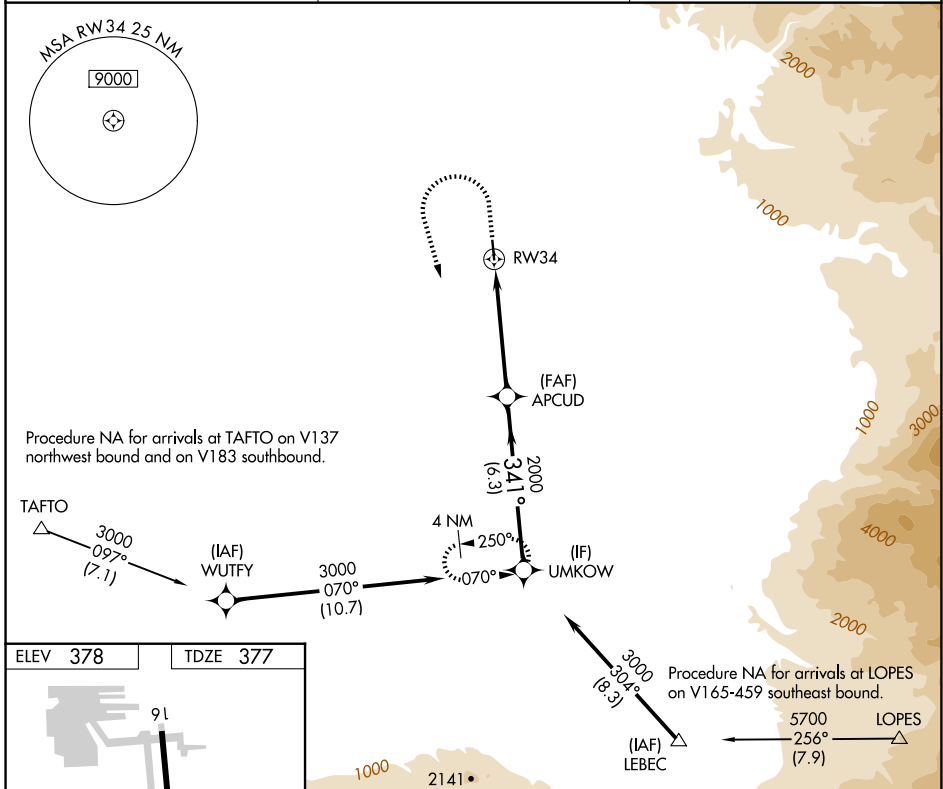 MSA RW34 25 NM
9000
2000
1000
RW34
(FAF)
APCUD
1000
3000
Procedure NA for arrivals at TAFTO on V137
northwest bound and on V183 southbound.
2000
341°
(6.3)
TAFTO
3000
097°
(7.1)
4 NM
250°
070°
(IF)
UMKOW
4000
(IAF)
WUTFY
3000
070°
(10.7)
2000
3000
304°
(8.3)
Procedure NA for arrivals at LOPES
on V165-459 southeast bound.
5700
256°
(7.9)
LOPES
(IAF)
LEBEC
ELEV 378
TDZE 377
16
1000
2141